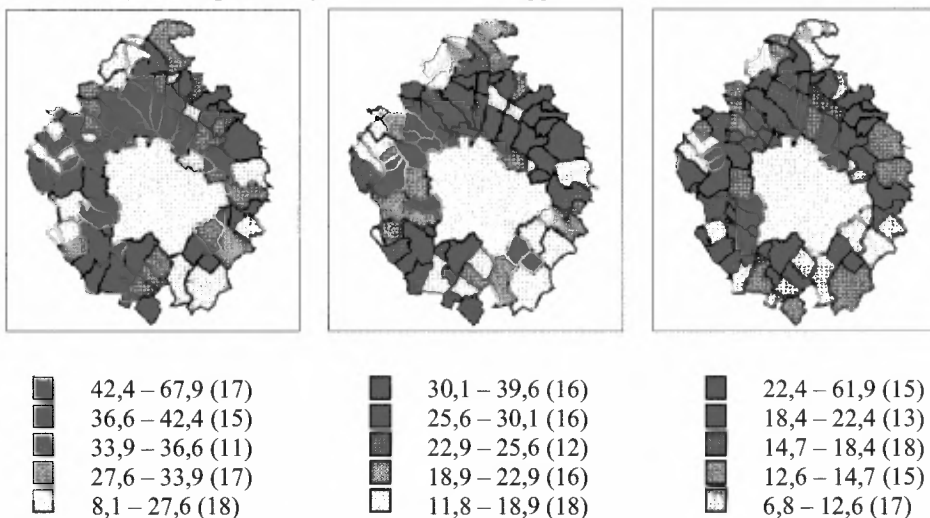 42,4 – 67,9 (17)
36,6 – 42,4 (15)
33,9 – 36,6 (11)
27,6 – 33,9 (17)
8,1 – 27,6 (18)
30,1 – 39,6 (16)
25,6 – 30,1 (16)
22,9 – 25,6 (12)
18,9 – 22,9 (16)
11,8 – 18,9 (18)
22,4 – 61,9 (15)
18,4 – 22,4 (13)
14,7 – 18,4 (18)
12,6 – 14,7 (15)
6,8 – 12,6 (17)